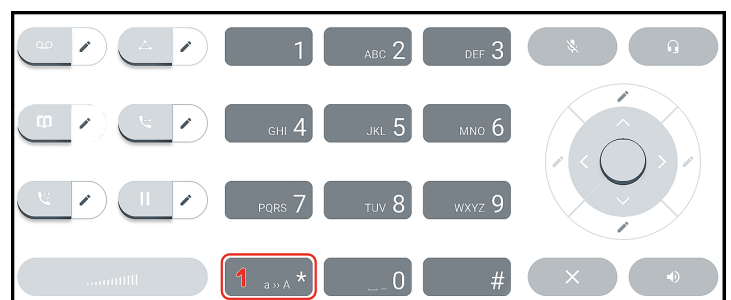 1
ABC 2
DEF 3
GHI 4
JKL 5
MNO 6
PQRS 7
TUV 8
WXYZ 9
1 a » A *
0
#